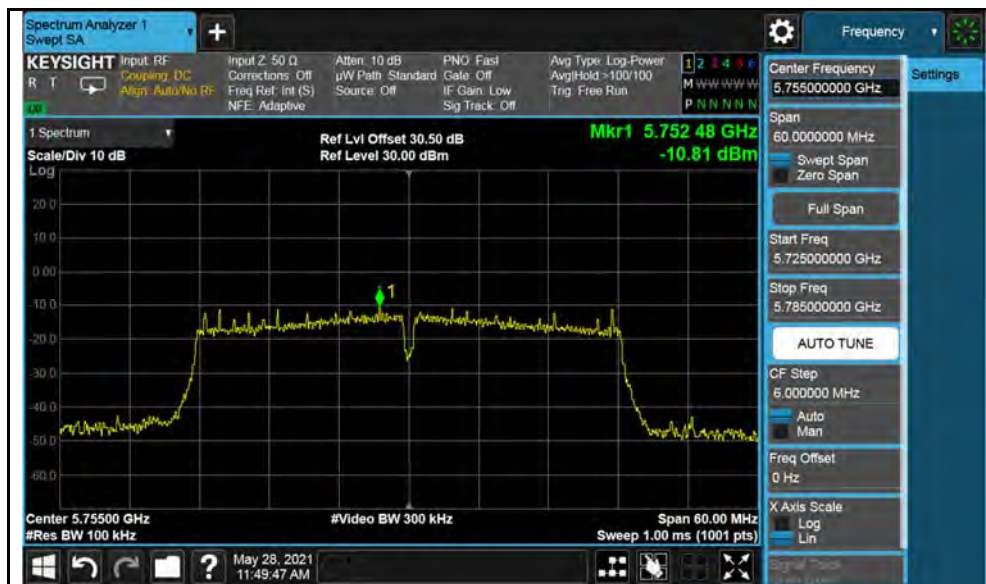 Spectrum Analyzer 1
Swept SA
Frequency
KEYSIGHT
R T
Input: RF
Coupling: DC
Align: Auto/No RF
Input Z: 50 Ω
Corrections: Off
Freq Ref: Int (S)
NFE: Adaptive
Atten: 10 dB
µW Path: Standard
Source: Off
PNO: Fast
Gate: Off
IF Gain: Low
Sig Track: Off
Avg Type: Log-Power
Avg|Hold:>100/100
Trig: Free Run
1 2 3 4 5 6
M W W W W W
P N N N N N
1 Spectrum
Scale/Div 10 dB
Ref Lvl Offset 30.50 dB
Ref Level 30.00 dBm
Mkr1 5.752 48 GHz
-10.81 dBm
Log
20.0
10.0
0.00
-10.0
-20.0
-30.0
-40.0
-50.0
-60.0
1
Center 5.75500 GHz
#Res BW 100 kHz
#Video BW 300 kHz
Span 60.00 MHz
Sweep 1.00 ms (1001 pts)
May 28, 2021
11:49:47 AM
Center Frequency
5.755000000 GHz
Settings
Span
60.0000000 MHz
Swept Span
Zero Span
Full Span
Start Freq
5.725000000 GHz
Stop Freq
5.785000000 GHz
AUTO TUNE
CF Step
6.000000 MHz
Auto
Man
Freq Offset
0 Hz
X Axis Scale
Log
Lin
Signal Track